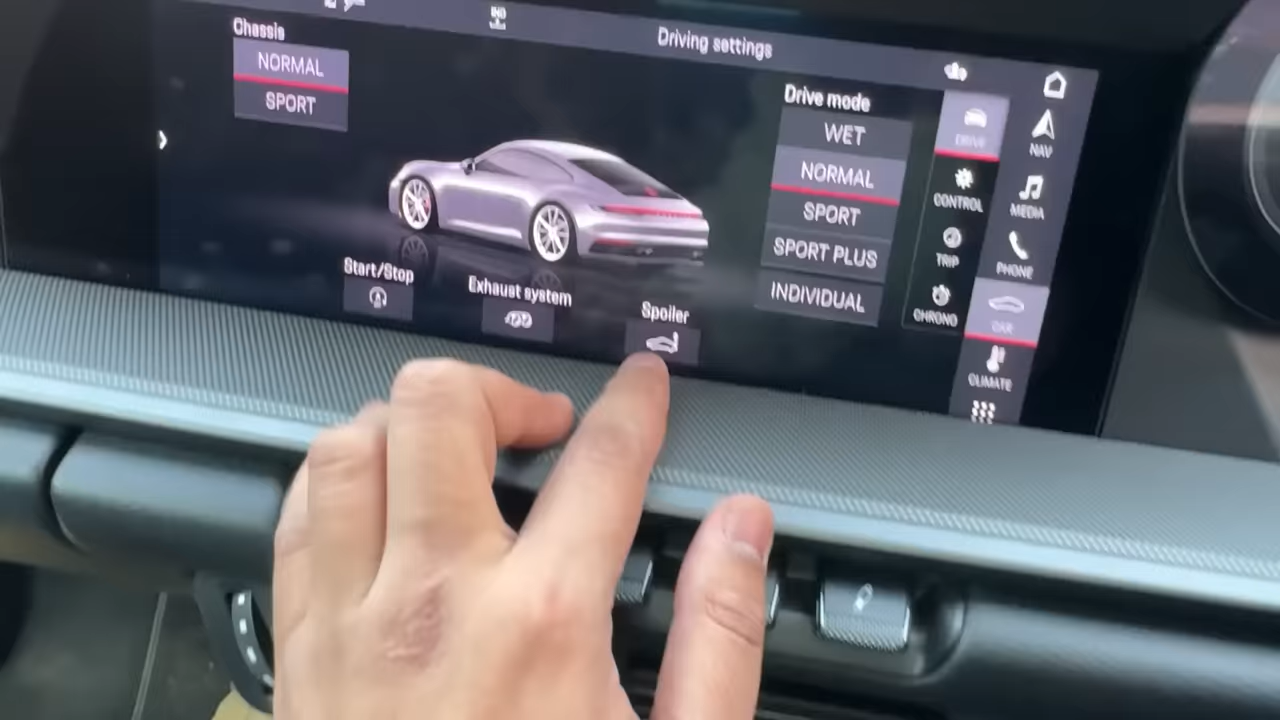 Driving settings
Chassis
NORMAL
SPORT
Start/Stop
Exhaust system
Spoiler
Drive mode
WET
NORMAL
SPORT
SPORT PLUS
INDIVIDUAL
DRIVE
CONTROL
TRIP
CHRONO
NAV
MEDIA
PHONE
CAR
CLIMATE